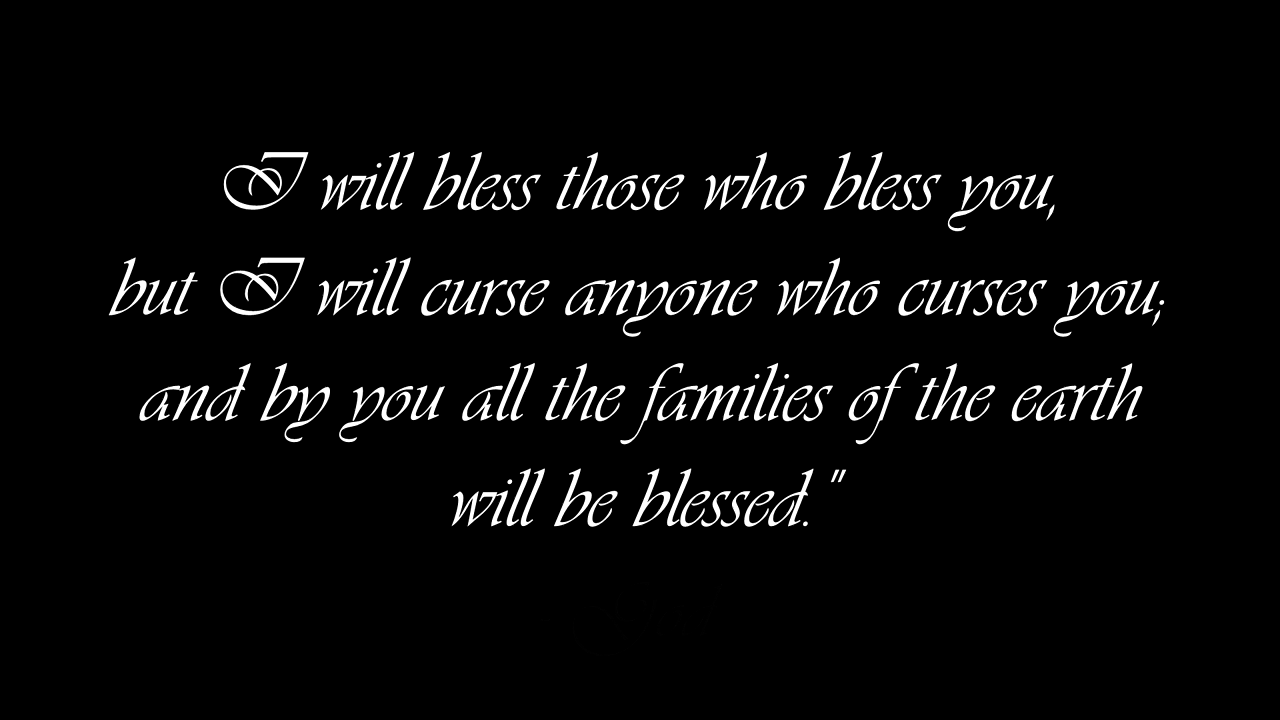 I will bless those who bless you,
but I will curse anyone who curses you;
and by you all the families of the earth
will be blessed."